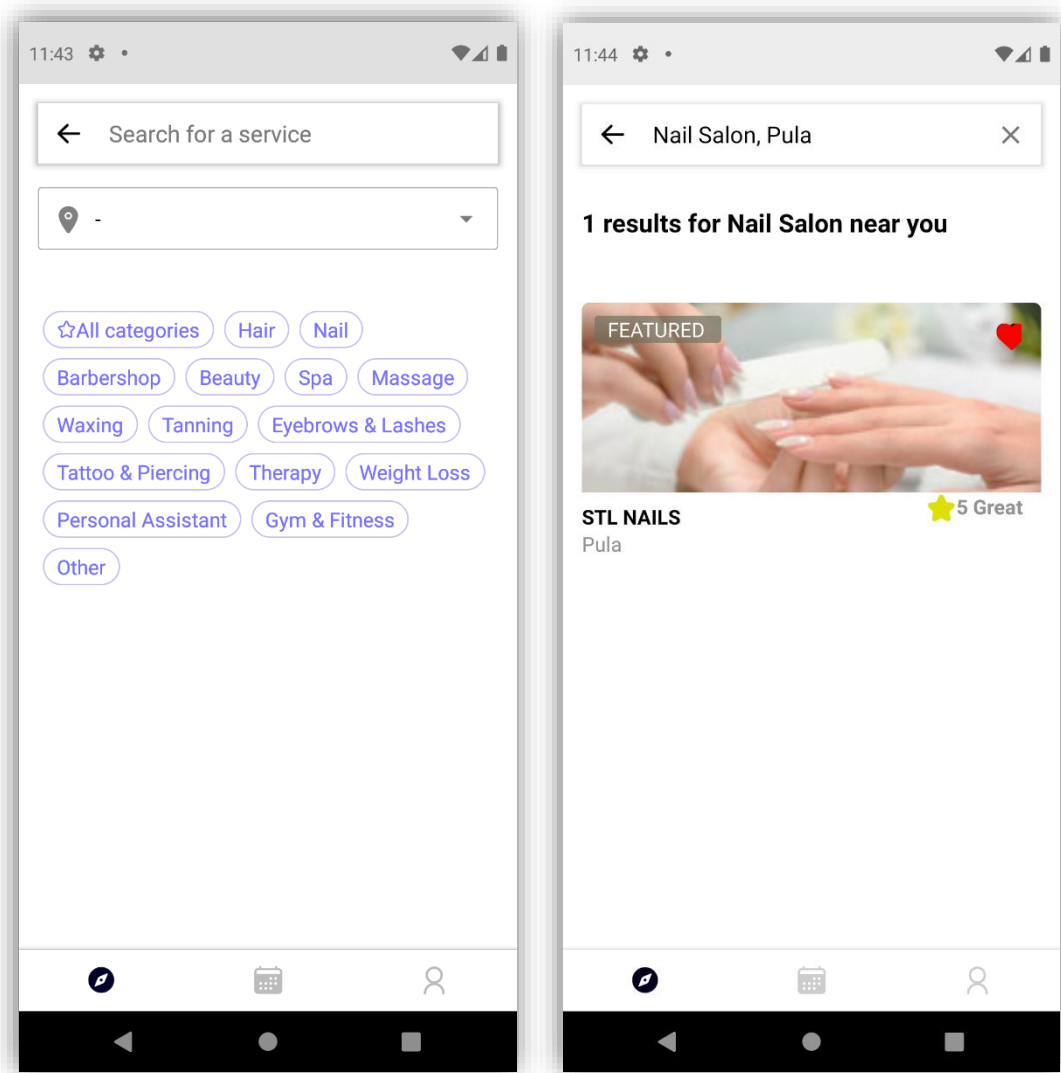 11:43
Search for a service
-
All categories Hair Nail
Barbershop Beauty Spa Massage
Waxing Tanning Eyebrows & Lashes
Tattoo & Piercing Therapy Weight Loss
Personal Assistant Gym & Fitness
Other
11:44
Nail Salon, Pula
1 results for Nail Salon near you
FEATURED
STL NAILS
5 Great
Pula